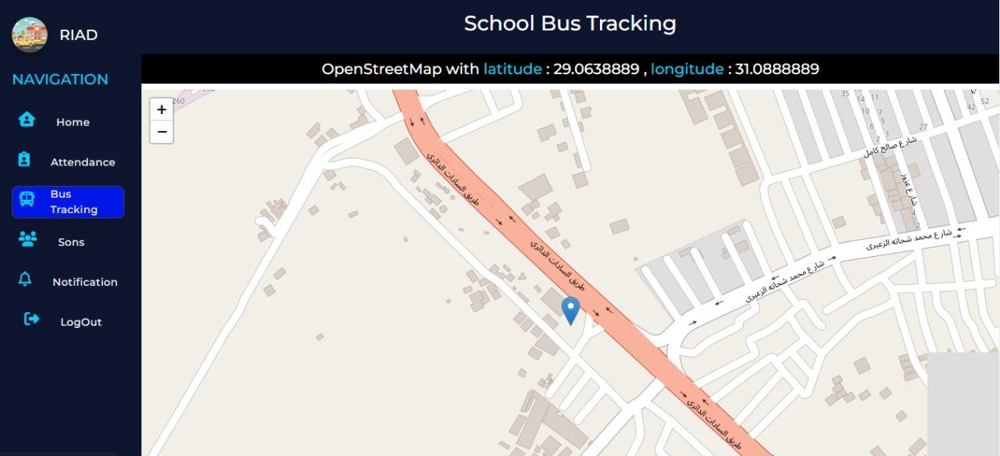 RIAD
School Bus Tracking
NAVIGATION
OpenStreetMap with latitude : 29.0638889 , longitude : 31.0888889
Home
Attendance
Bus
Tracking
Sons
Notification
LogOut
+
−
260
طريق السادات الدائري
طريق السادات الدائري
طريق السادات الدائري
35
14
11
10
7
6
5
2
1
27
42
52
شارع صالح كامل
شارع عزوز
4
2
شارع محمد شحاته الزعيري
شارع محمد شحاته الزعيري